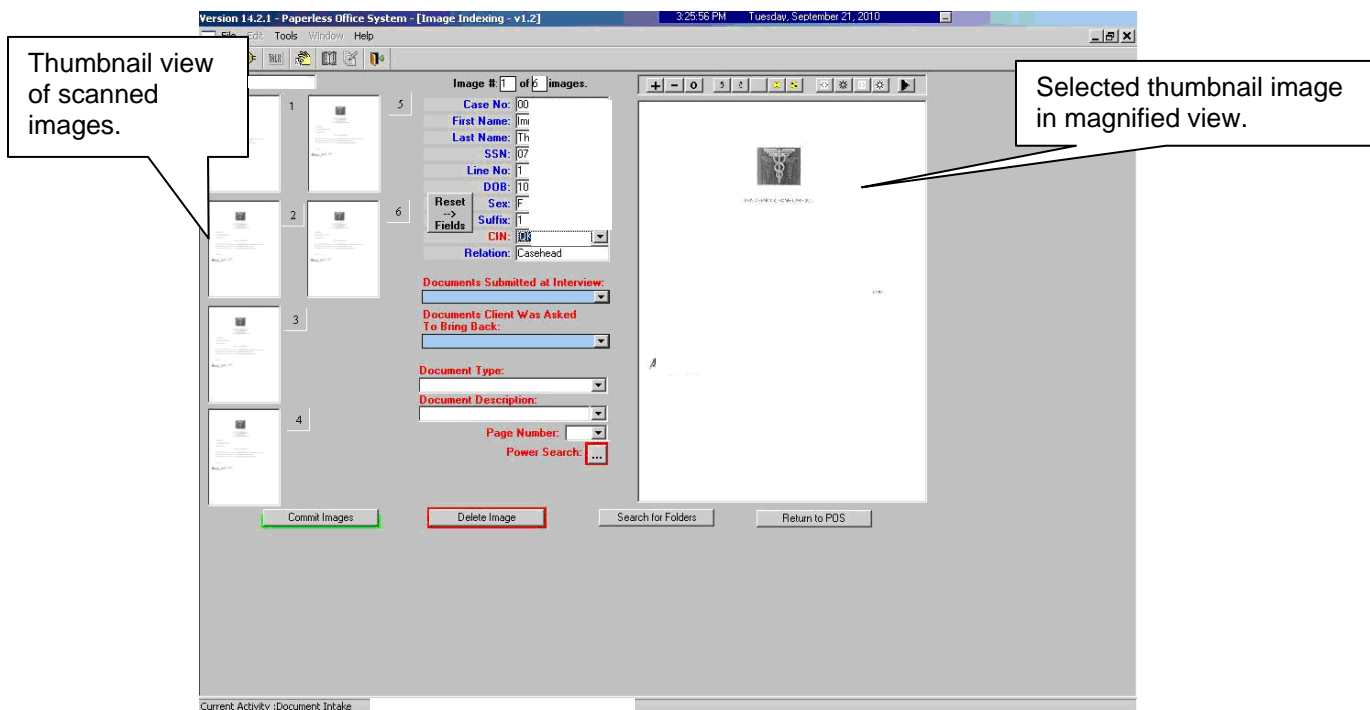 Version 14.2.1 - Paperless Office System - [Image Indexing - v1.2]
3:25:56 PM Tuesday, September 21, 2010
File Edit Tools Window Help
Thumbnail view
of scanned
images.
Selected thumbnail image
in magnified view.
Image #: 1 of 6 images.
Case No: 00
First Name: Im
Last Name: Th
SSN: 07
Line No: 1
DOB: 10
Sex: F
Suffix: 1
CIN:
Relation: Casehead
Reset
-->
Fields
1
5
2
6
3
4
Documents Submitted at Interview:
Documents Client Was Asked
To Bring Back:
Document Type:
Document Description:
Page Number:
Power Search: ...
Commit Images
Delete Image
Search for Folders
Return to POS
Current Activity :Document Intake